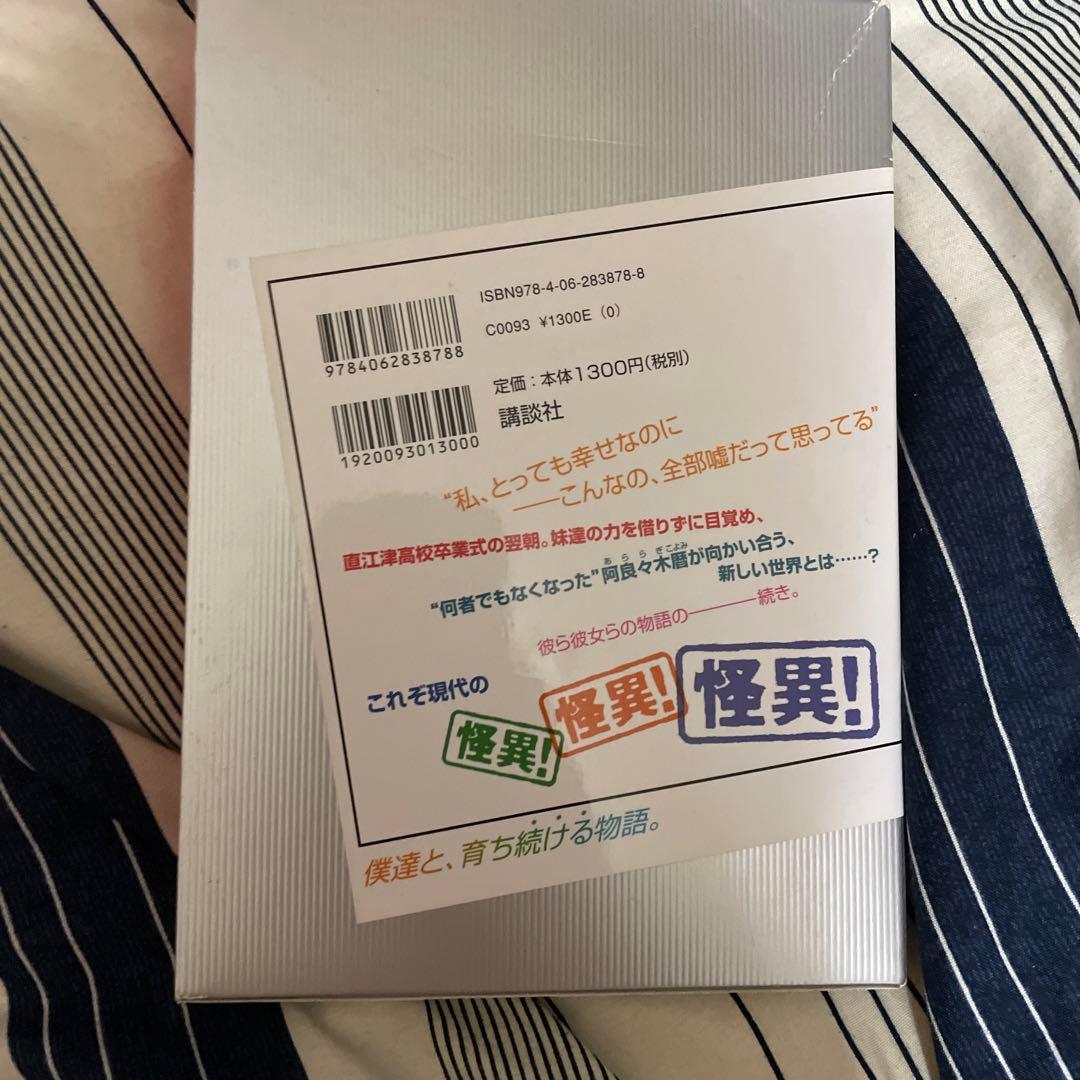 ISBN978-4-06-283878-8
C0093 ¥1300E (0)
9784062838788
定価：本体1300円(税別)
講談社
1920093013000
“私、とっても幸せなのに
――こんなの、全部嘘だって思ってる”
直江津高校卒業式の翌朝。妹達の力を借りずに目覚め、
“何者でもなくなった”阿良々木暦が向かい合う、
あららぎこよみ
新しい世界とは……？
彼ら彼女らの物語の――――続き。
これぞ現代の
怪異！
怪異！
怪異！
僕達と、育ち続ける物語。